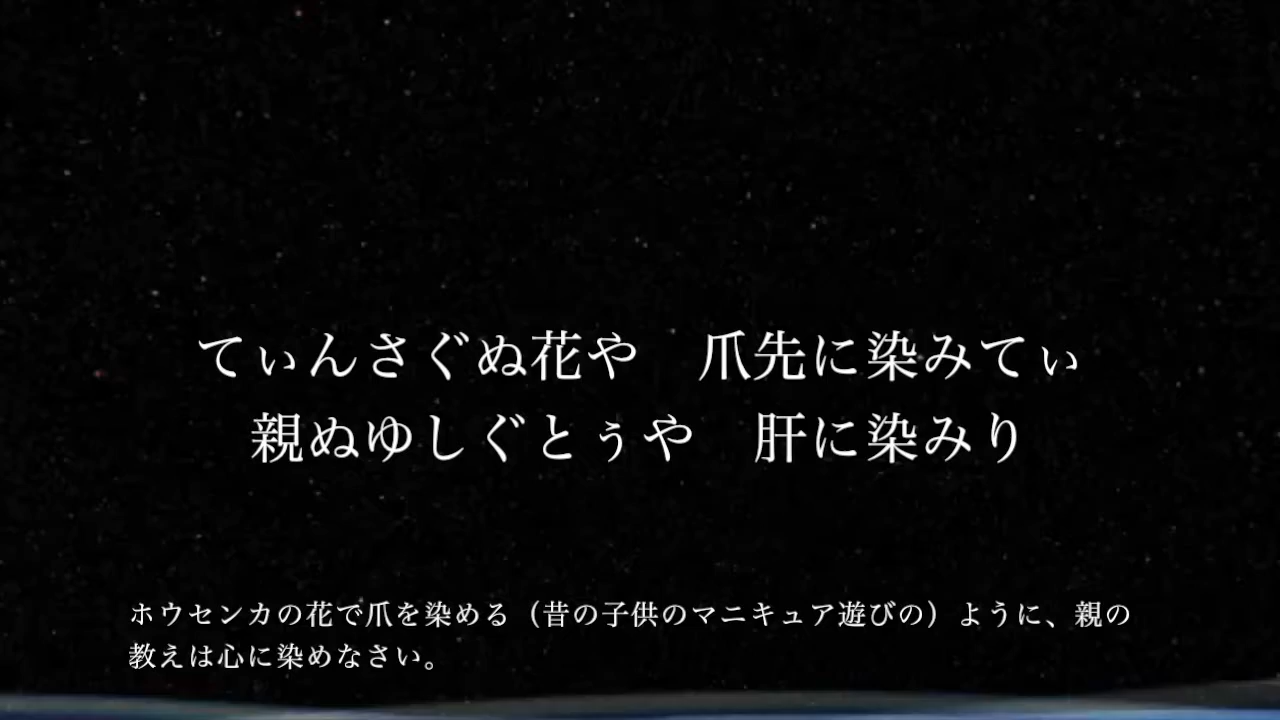 てぃんさぐぬ花や　爪先に染みてぃ
親ぬゆしぐとぅや　肝に染みり
ホウセンカの花で爪を染める（昔の子供のマニキュア遊びの）ように、親の
教えは心に染めなさい。